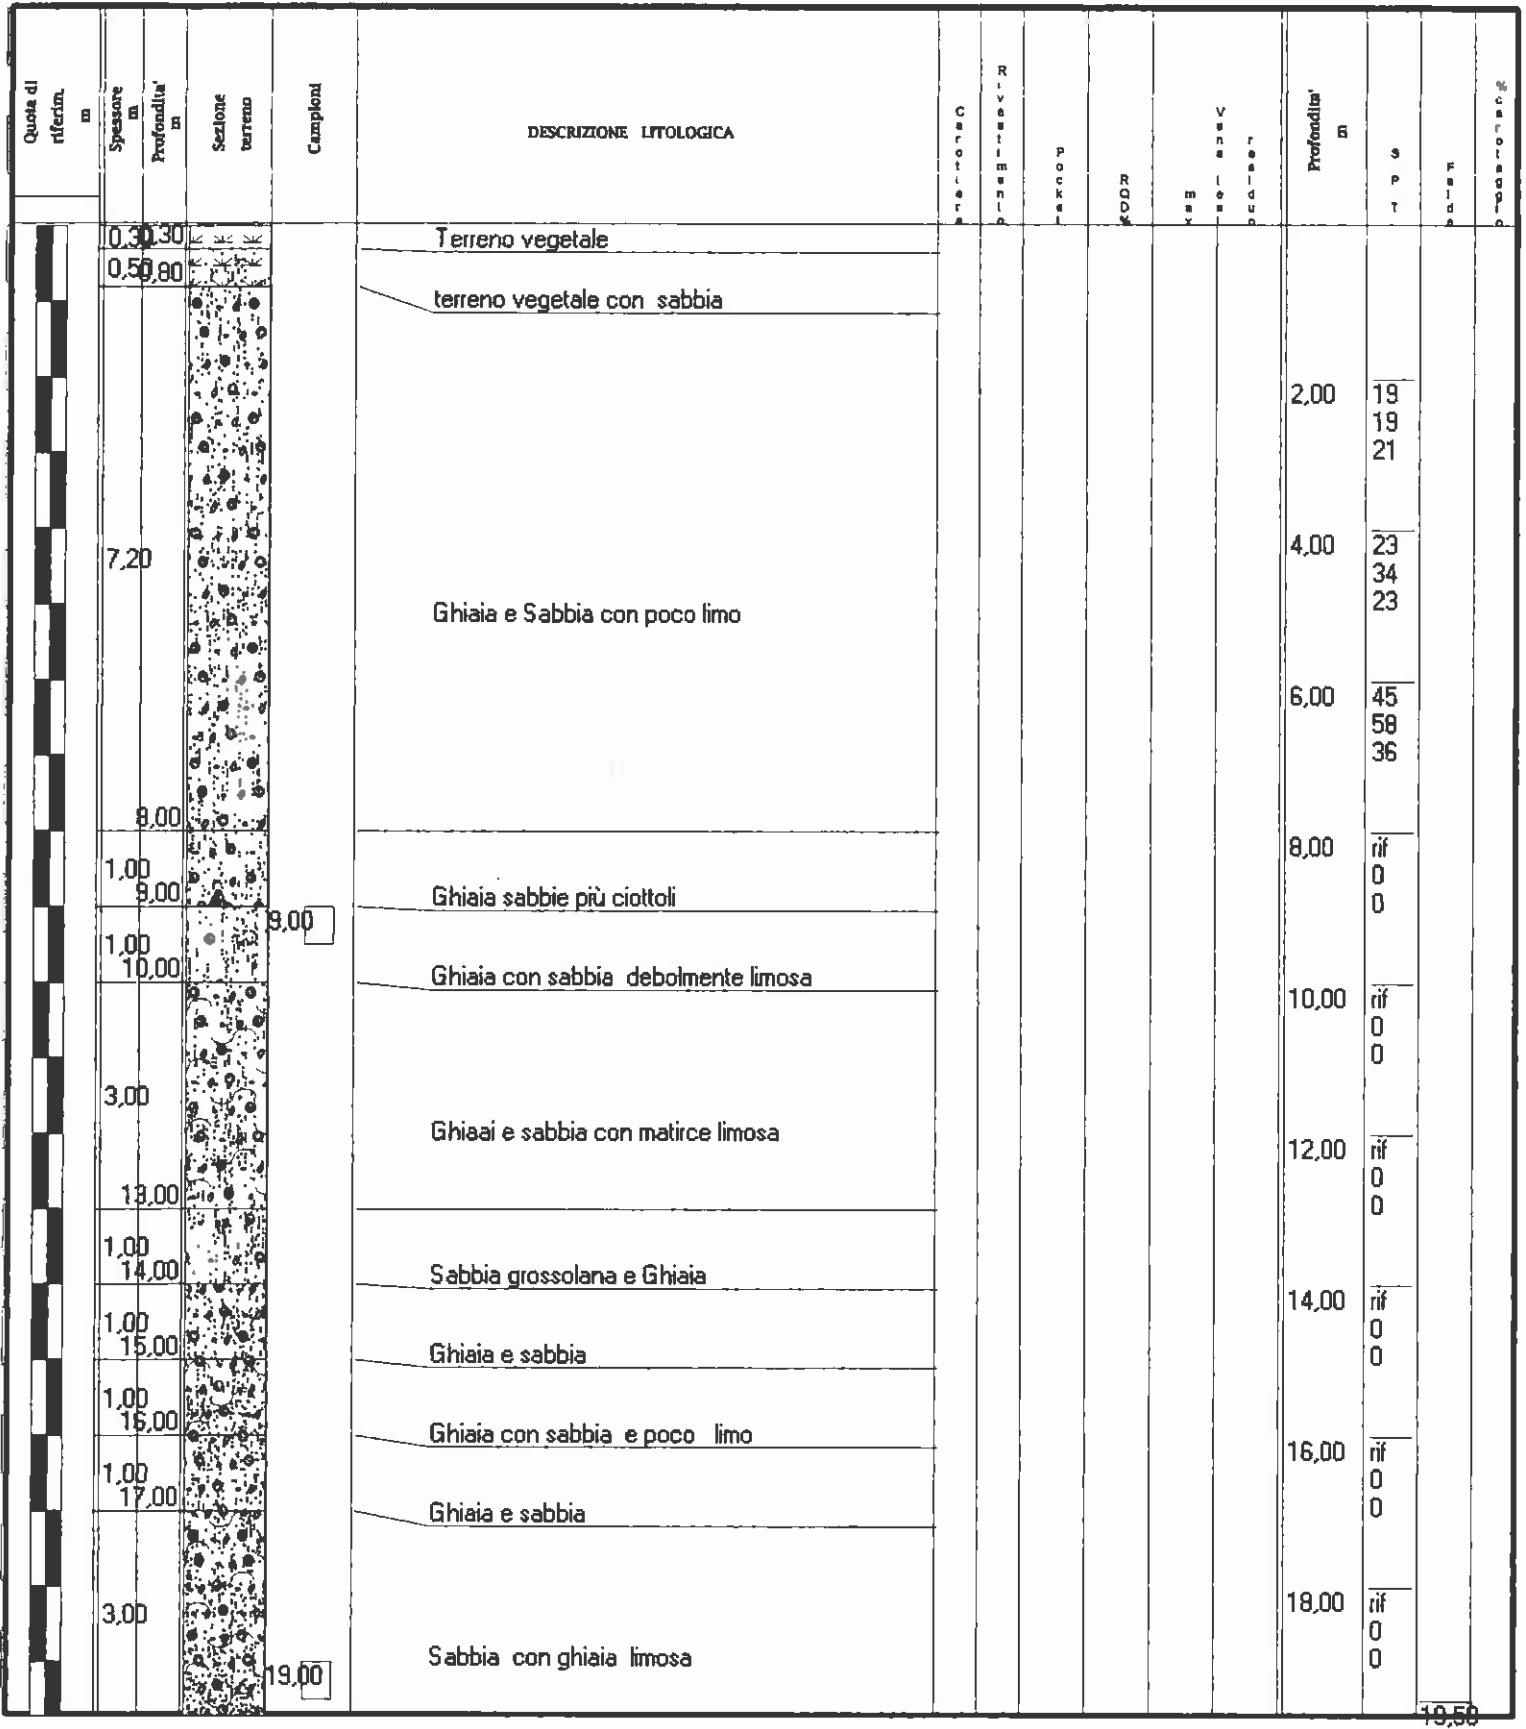 Quota di riferim. m
Spessore m
Profondita' m
Sezione terreno
Campioni
DESCRIZIONE LITOLOGICA
Carotiere
Rivestimento
Pocket
RQD%
max
Vane test
residuo
Profondita' m
SPT
Falda
% carotaggio
0,30 0,30 Terreno vegetale
0,50 0,80 terreno vegetale con sabbia
2,00 19
19
21
4,00 23
34
23
7,20
Ghiaia e Sabbia con poco limo
6,00 45
58
36
8,00
8,00 rif
0
0
1,00
9,00 Ghiaia sabbie più ciottoli
9,00
1,00
10,00 Ghiaia con sabbia debolmente limosa
10,00 rif
0
0
3,00
Ghiaai e sabbia con matirce limosa
12,00 rif
0
0
13,00
1,00
14,00 Sabbia grossolana e Ghiaia
14,00 rif
0
0
1,00
15,00 Ghiaia e sabbia
1,00
16,00 Ghiaia con sabbia e poco limo
16,00 rif
0
0
1,00
17,00 Ghiaia e sabbia
18,00 rif
0
0
3,00
Sabbia con ghiaia limosa
19,00
19,50